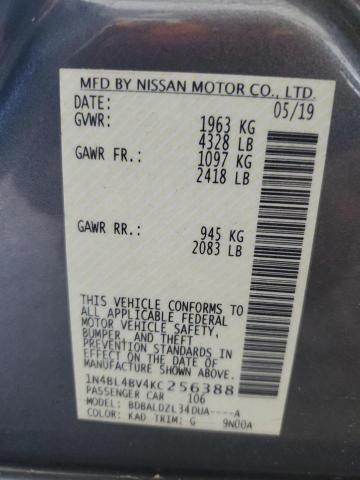 MFD BY NISSAN MOTOR CO., LTD.
DATE: 05/19
GVWR: 1963 KG
4328 LB
GAWR FR.: 1097 KG
2418 LB
GAWR RR.: 945 KG
2083 LB
THIS VEHICLE CONFORMS TO
ALL APPLICABLE FEDERAL
MOTOR VEHICLE SAFETY,
BUMPER, AND THEFT
PREVENTION STANDARDS IN
EFFECT ON THE DATE OF
MANUFACTURE SHOWN ABOVE.
1N4BL4BV4KC256388
PASSENGER CAR 106
MODEL: BDBALDZL34DUA----A
COLOR: KAD TRIM: G 9N00A